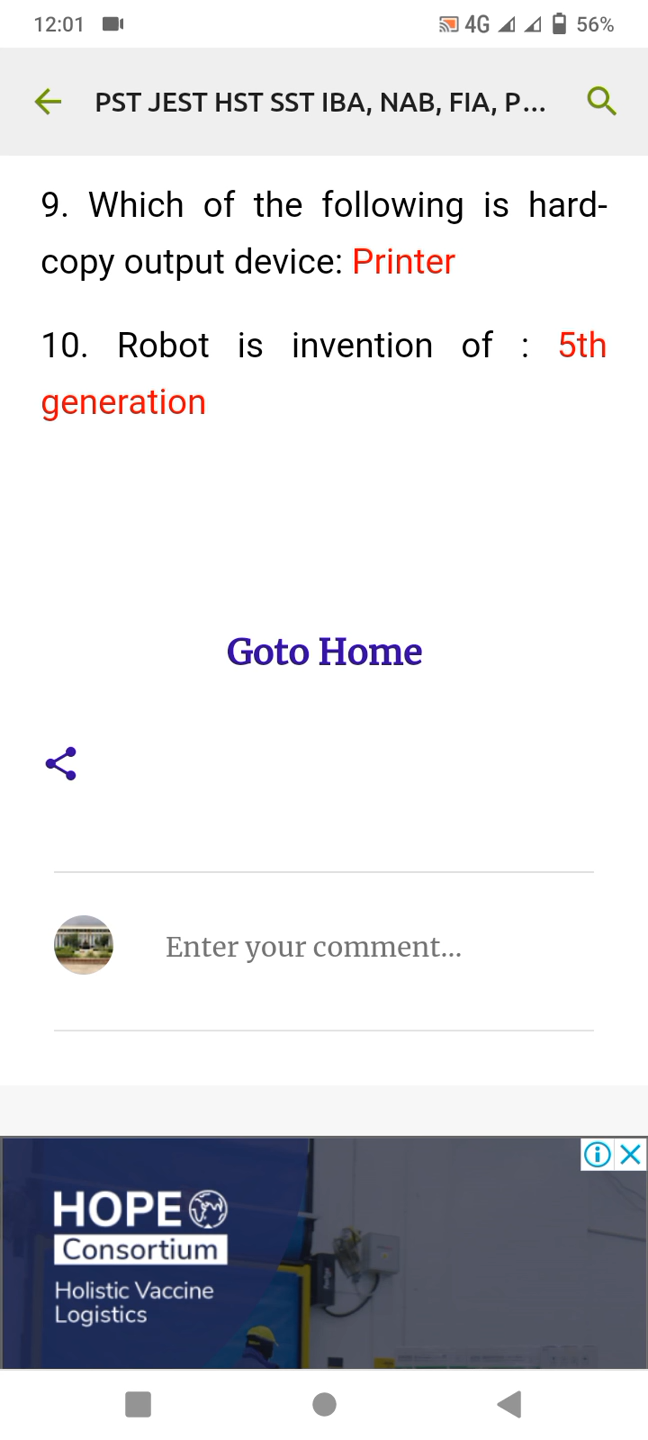 12:01 4G 56%
PST JEST HST SST IBA, NAB, FIA, P...
9. Which of the following is hard-
copy output device: Printer
10. Robot is invention of : 5th
generation
Goto Home
Enter your comment...
HOPE
Consortium
Holistic Vaccine
Logistics